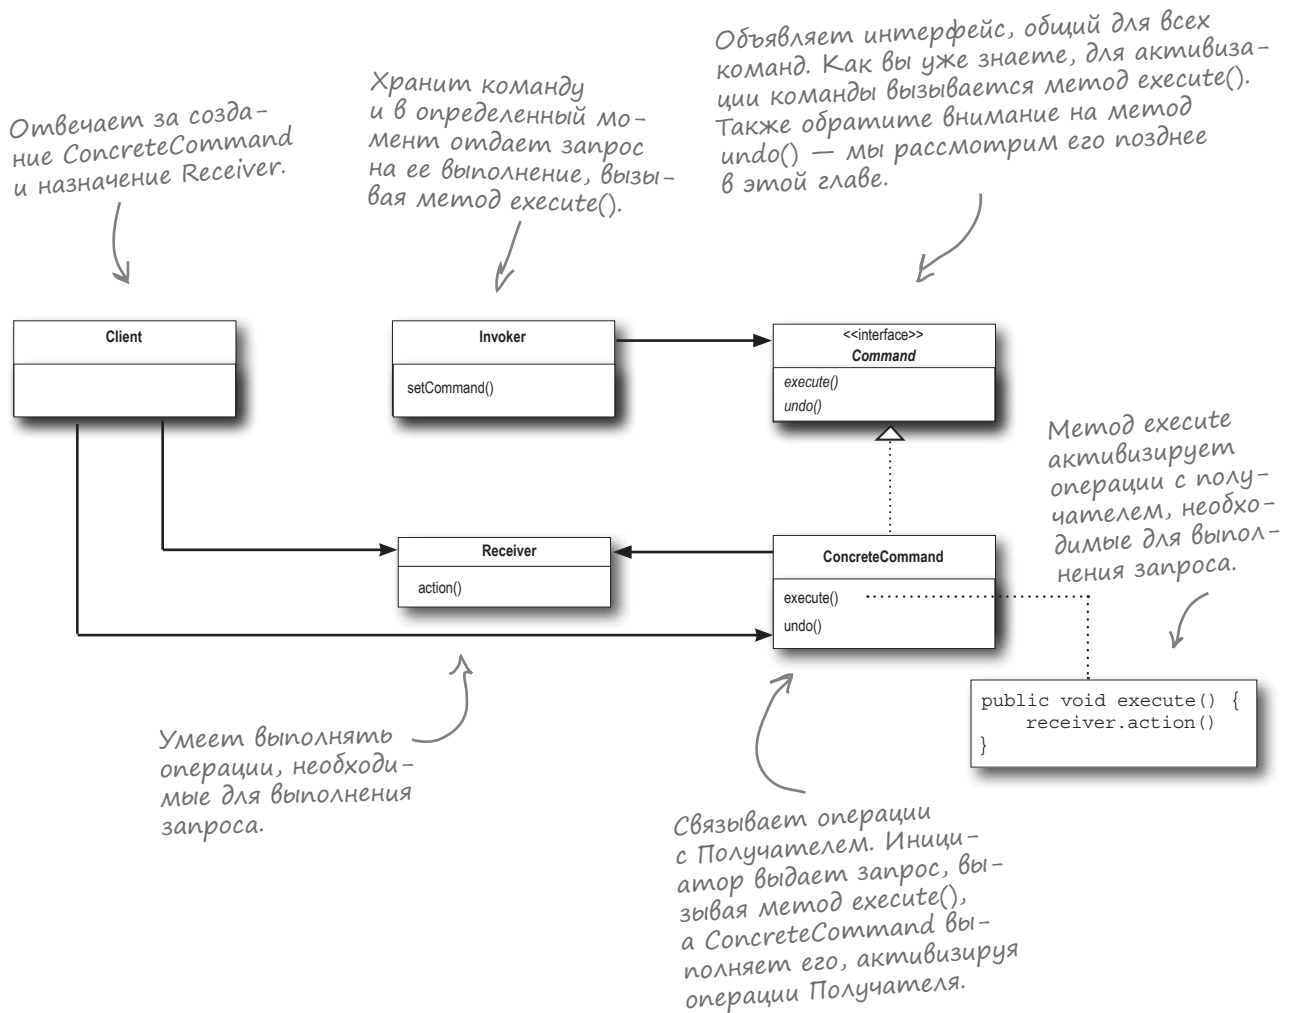 Объявляет интерфейс, общий для всех
команд. Как вы уже знаете, для активиза-
ции команды вызывается метод execute().
Также обратите внимание на метод
undo() — мы рассмотрим его позднее
в этой главе.
Хранит команду
и в определенный мо-
мент отдает запрос
на ее выполнение, вызы-
вая метод execute().
Отвечает за созда-
ние ConcreteCommand
и назначение Receiver.
Client
Invoker
setCommand()
<<interface>>
Command
execute()
undo()
Метод execute
активизирует
операции с полу-
чателем, необхо-
димые для выпол-
нения запроса.
Receiver
action()
ConcreteCommand
execute()
undo()
public void execute() {
receiver.action()
}
Умеет выполнять
операции, необходи-
мые для выполнения
запроса.
Связывает операции
с Получателем. Иници-
атор выдает запрос, вы-
зывая метод execute(),
а ConcreteCommand вы-
полняет его, активизируя
операции Получателя.